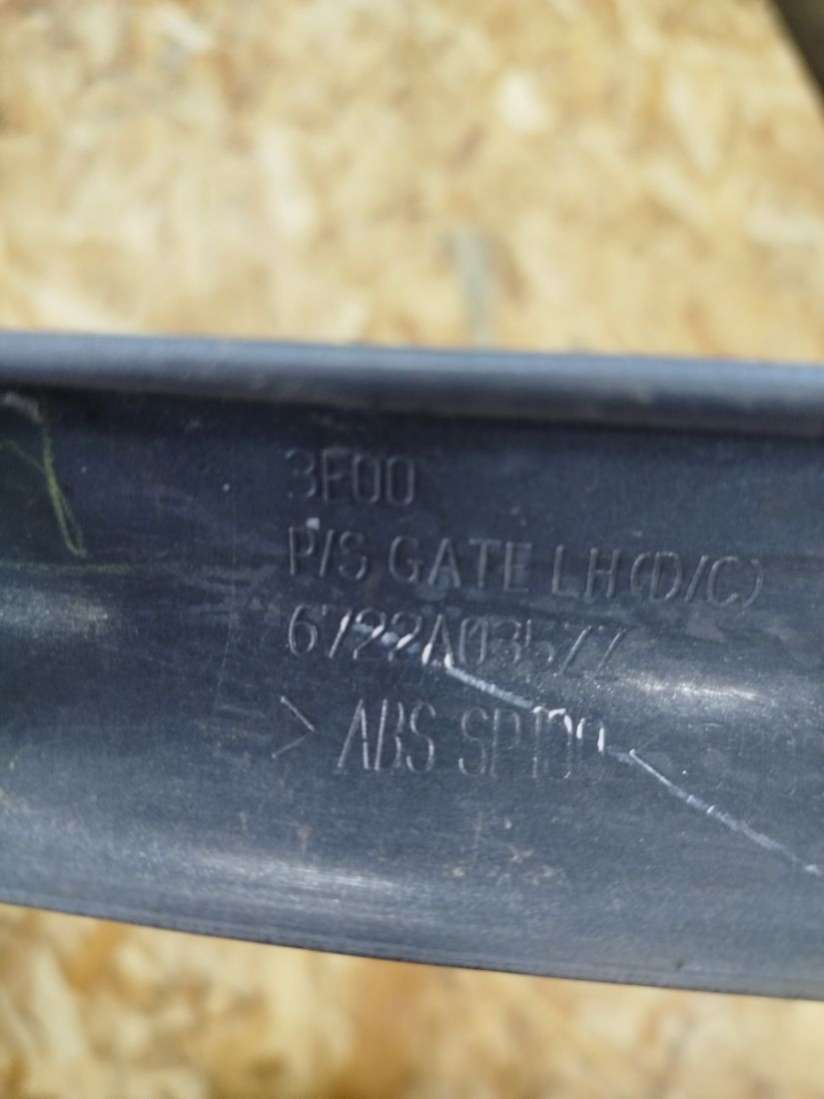 3F00
P/S GATE LH(D/C)
6722A03577
> ABS SP100